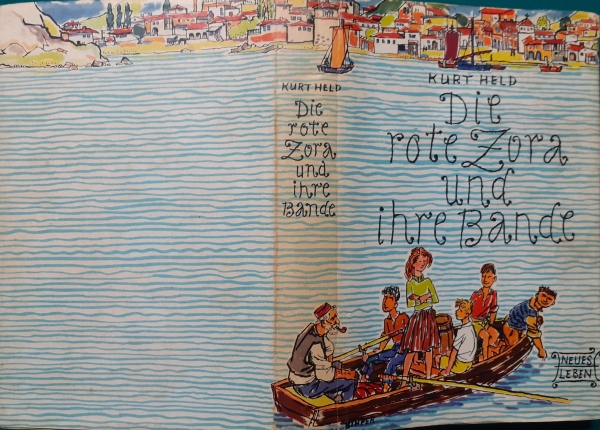 KURT HELD
Die
rote
Zora
und
ihre
Bande
KURT HELD
Die
rote Zora
und
ihre Bande
NEUES
LEBEN